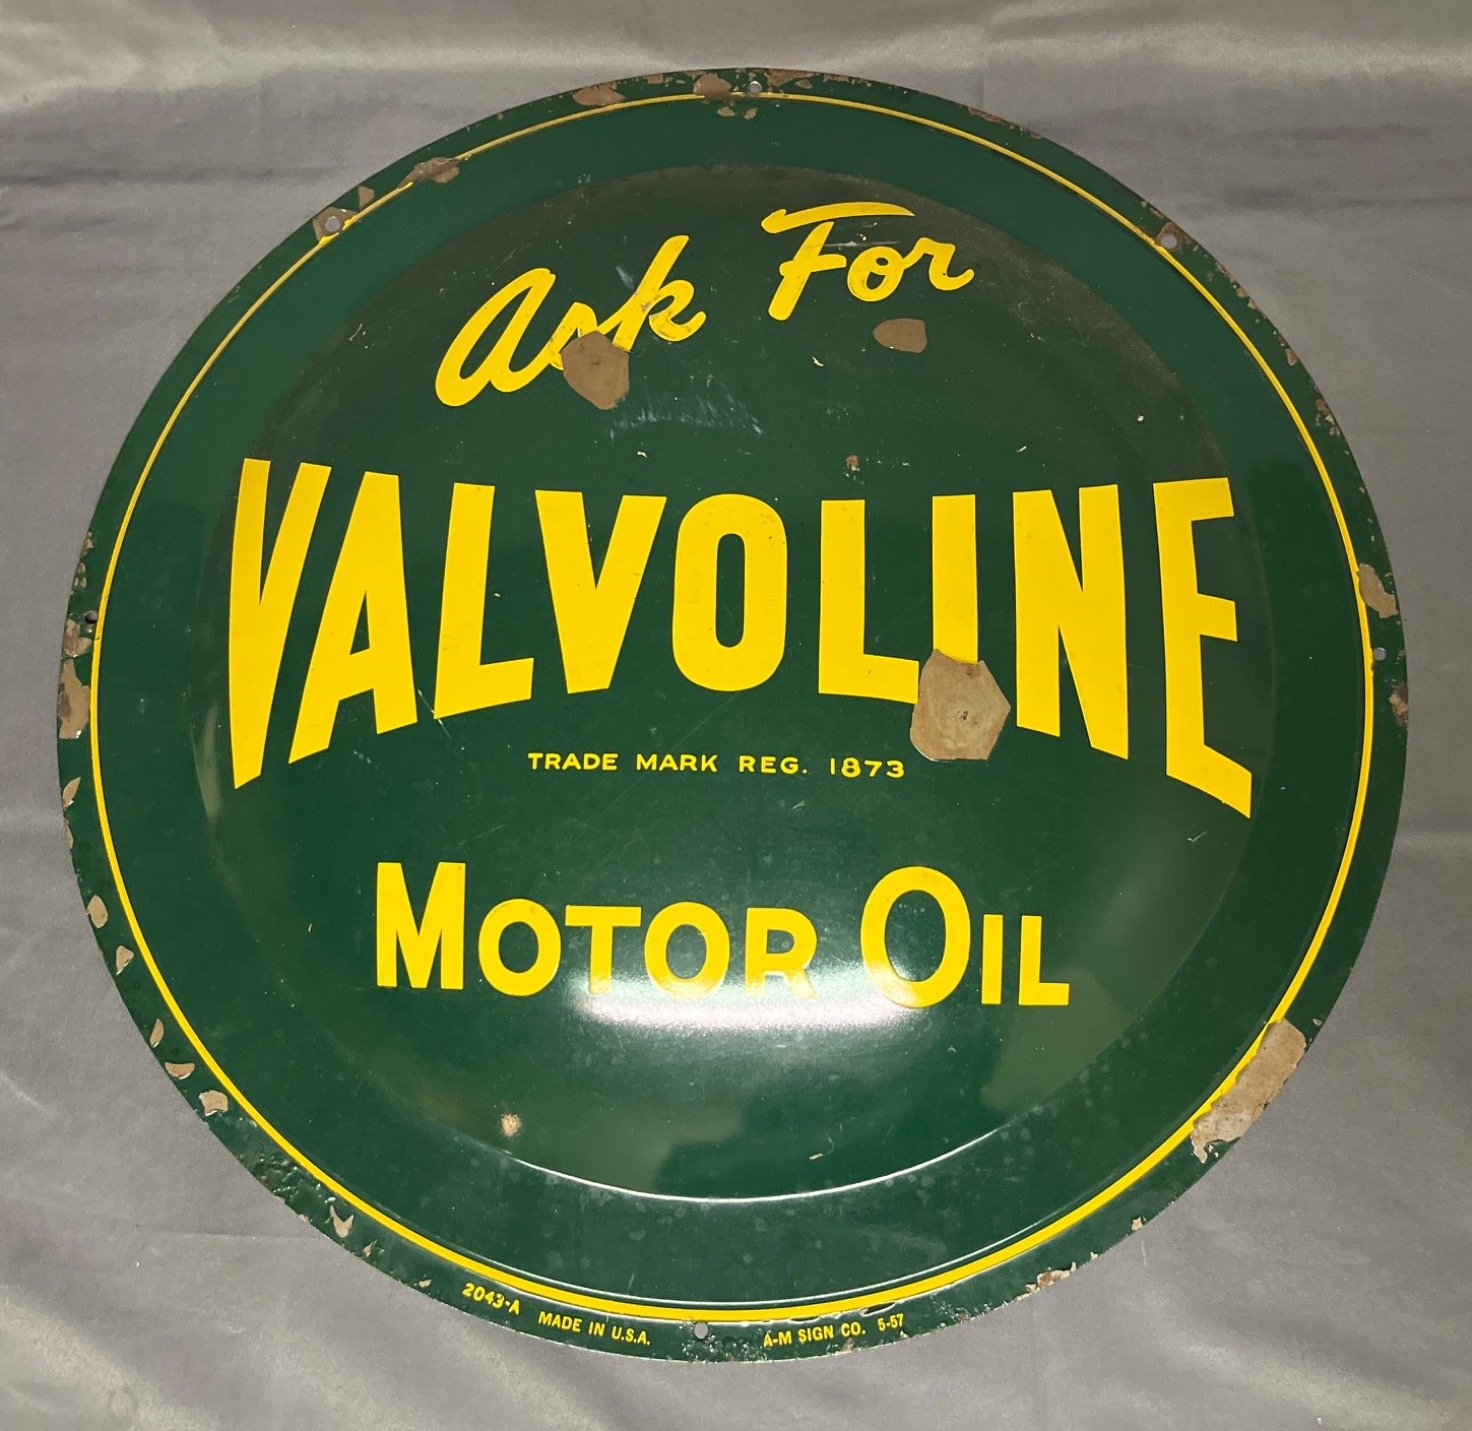 Ask For
VALVOLINE
TRADE MARK REG. 1873
MOTOR OIL
2043-A MADE IN U.S.A. A-M SIGN CO. 5-57